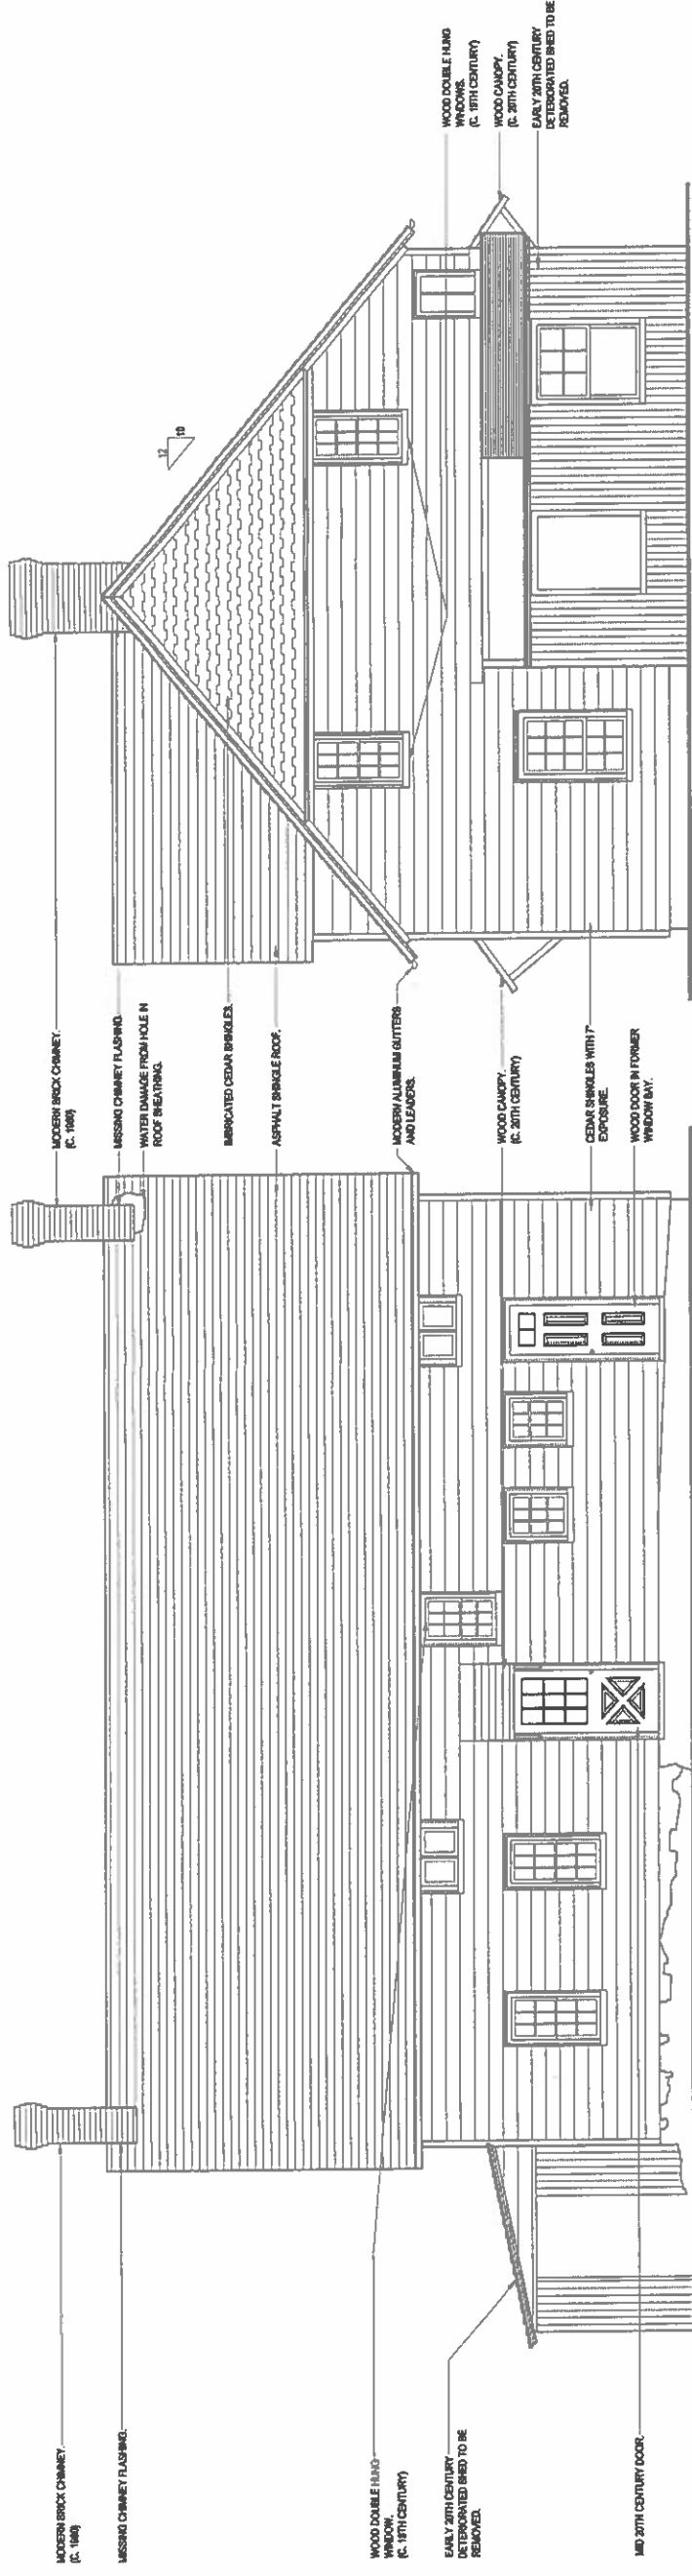 MODERN BRICK CHIMNEY.
(C. 1980)
MISSING CHIMNEY FLASHING.
WOOD DOUBLE HUNG
WINDOW.
(C. 19TH CENTURY)
EARLY 20TH CENTURY
DETERIORATED SHED TO BE
REMOVED.
MID 20TH CENTURY DOOR.
MODERN BRICK CHIMNEY.
(C. 1980)
MISSING CHIMNEY FLASHING.
WATER DAMAGE FROM HOLE IN
ROOF SHEATHING.
IMBRICATED CEDAR SHINGLES.
ASPHALT SHINGLE ROOF.
MODERN ALUMINUM GUTTERS
AND LEADERS.
WOOD CANOPY.
(C. 20TH CENTURY)
CEDAR SHINGLES WITH 7"
EXPOSURE.
WOOD DOOR IN FORMER
WINDOW BAY.
12
10
WOOD DOUBLE HUNG
WINDOWS.
(C. 19TH CENTURY)
WOOD CANOPY.
(C. 20TH CENTURY)
EARLY 20TH CENTURY
DETERIORATED SHED TO BE
REMOVED.